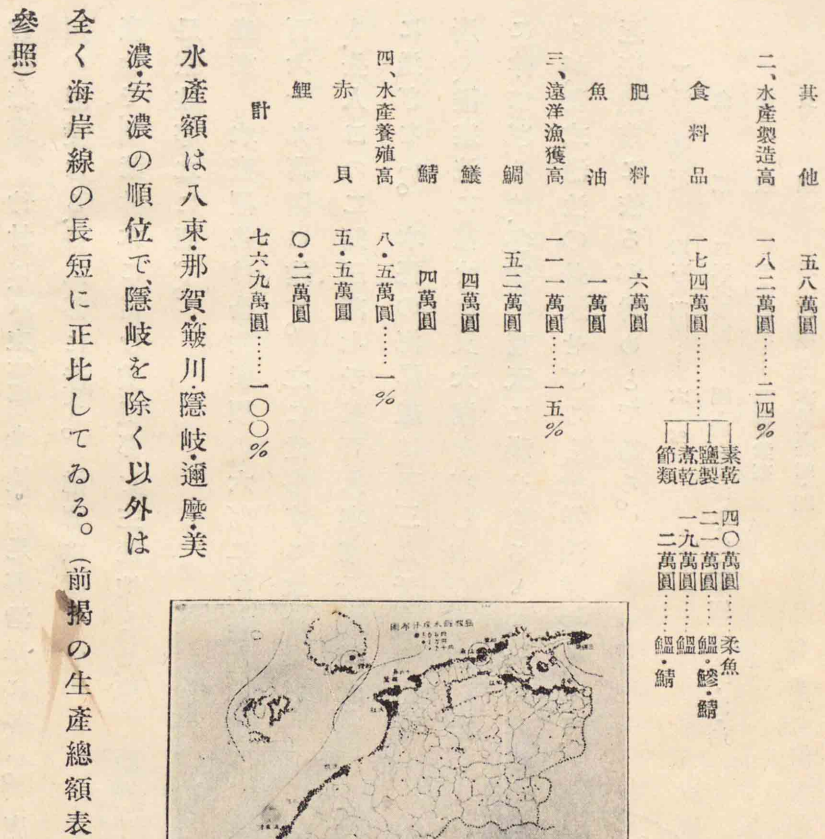 其他　五八萬圓
二、水產製造高　一八二萬圓……二四％
食料品　一七四萬圓…………
素乾　四〇萬圓……柔魚
鹽製　二一萬圓……鰮・鰺・鯖
煮乾　一九萬圓……鰮
節類　二萬圓……鰮・鯖
肥料　六萬圓
魚油　一萬圓
三、遠洋漁獲高　一一一萬圓……一五％
鯛　五二萬圓
鱶　四萬圓
鯖　四萬圓
四、水產養殖高　八・五萬圓……一％
赤貝　五・五萬圓
鯉　〇・二萬圓
計　七六九萬圓……一〇〇％
水產額は八束・那賀・簸川・隱岐・邇摩・美
濃・安濃の順位で、隱岐を除く以外は
全く海岸線の長短に正比してゐる。（前揭の生產總額表
參照）